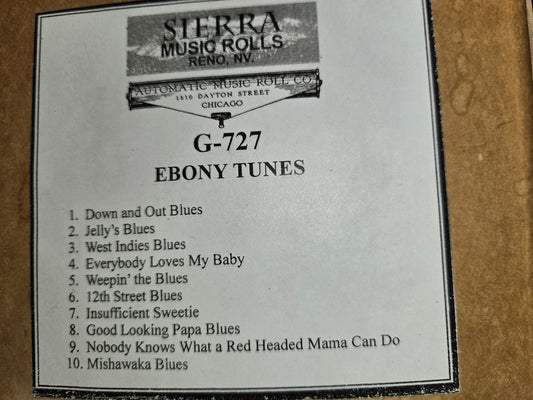 SIERRA
MUSIC ROLLS
RENO, NV.
AUTOMATIC MUSIC ROLL CO.
1510 DAYTON STREET
CHICAGO
G-727
EBONY TUNES
1. Down and Out Blues
2. Jelly's Blues
3. West Indies Blues
4. Everybody Loves My Baby
5. Weepin' the Blues
6. 12th Street Blues
7. Insufficient Sweetie
8. Good Looking Papa Blues
9. Nobody Knows What a Red Headed Mama Can Do
10. Mishawaka Blues